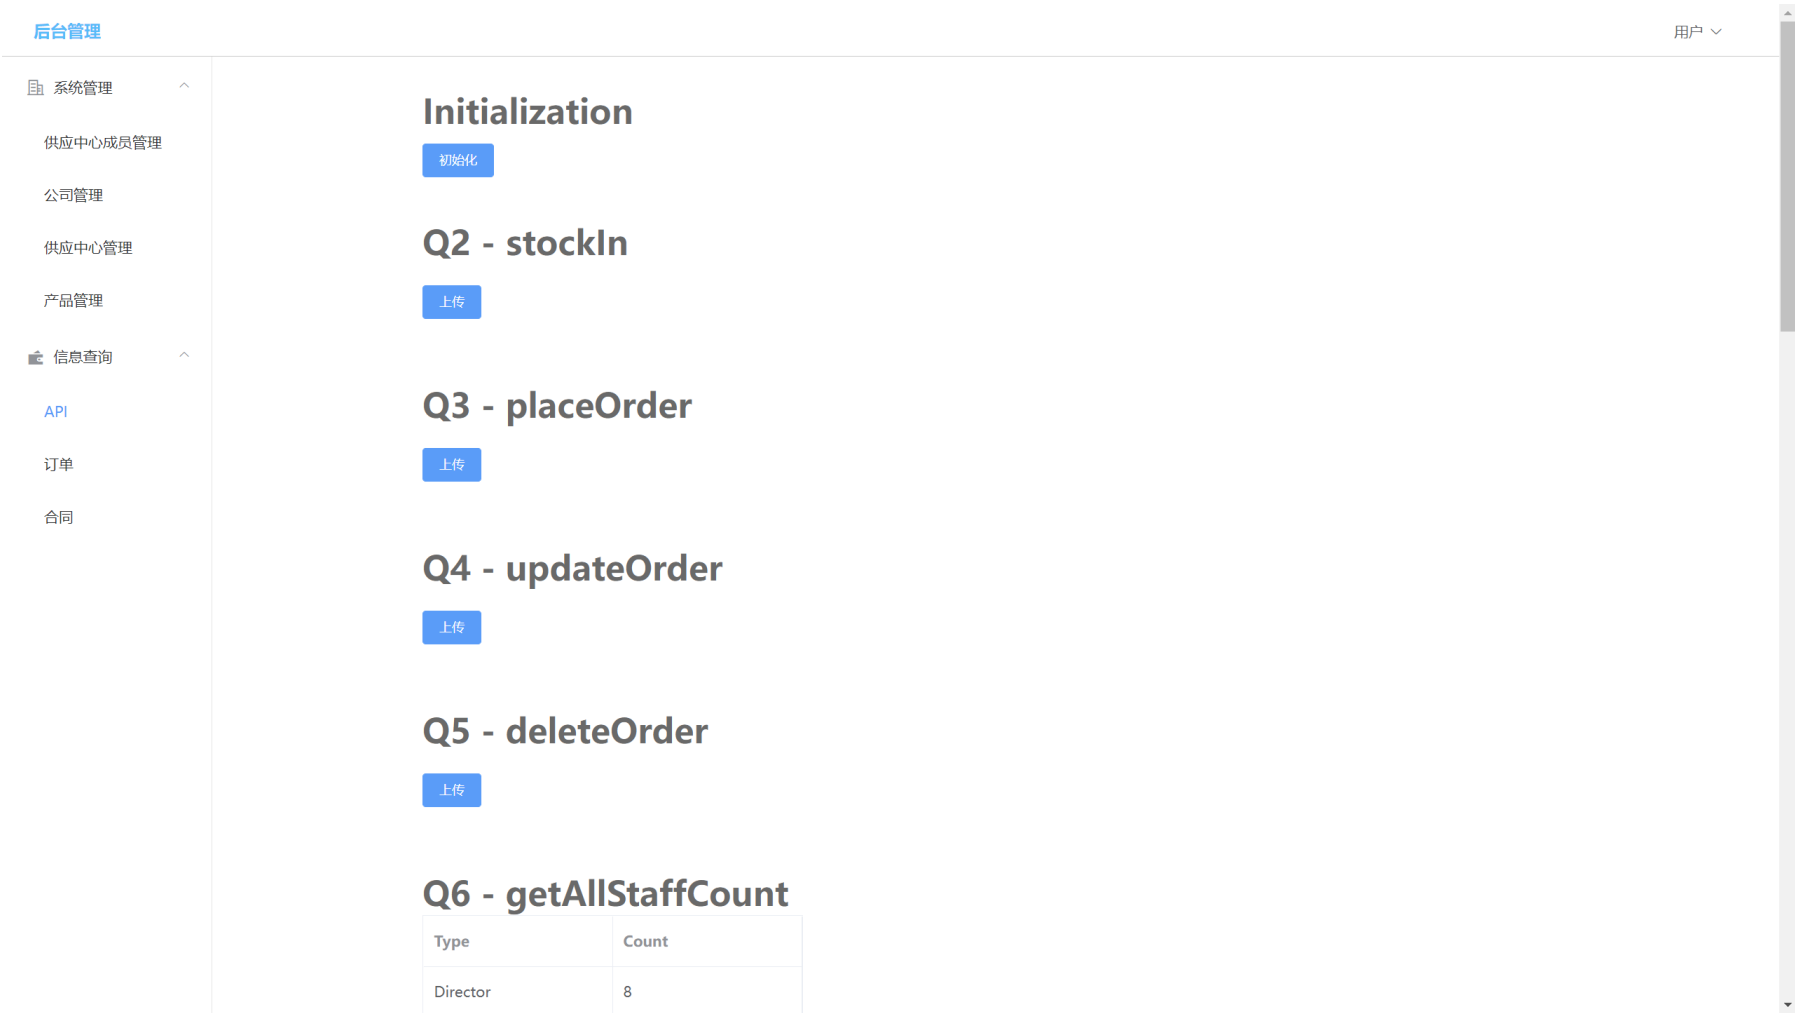 后台管理
用户
系统管理
供应中心成员管理
公司管理
供应中心管理
产品管理
信息查询
API
订单
合同
Initialization
初始化
Q2 - stockIn
上传
Q3 - placeOrder
上传
Q4 - updateOrder
上传
Q5 - deleteOrder
上传
Q6 - getAllStaffCount
Type Count
Director 8